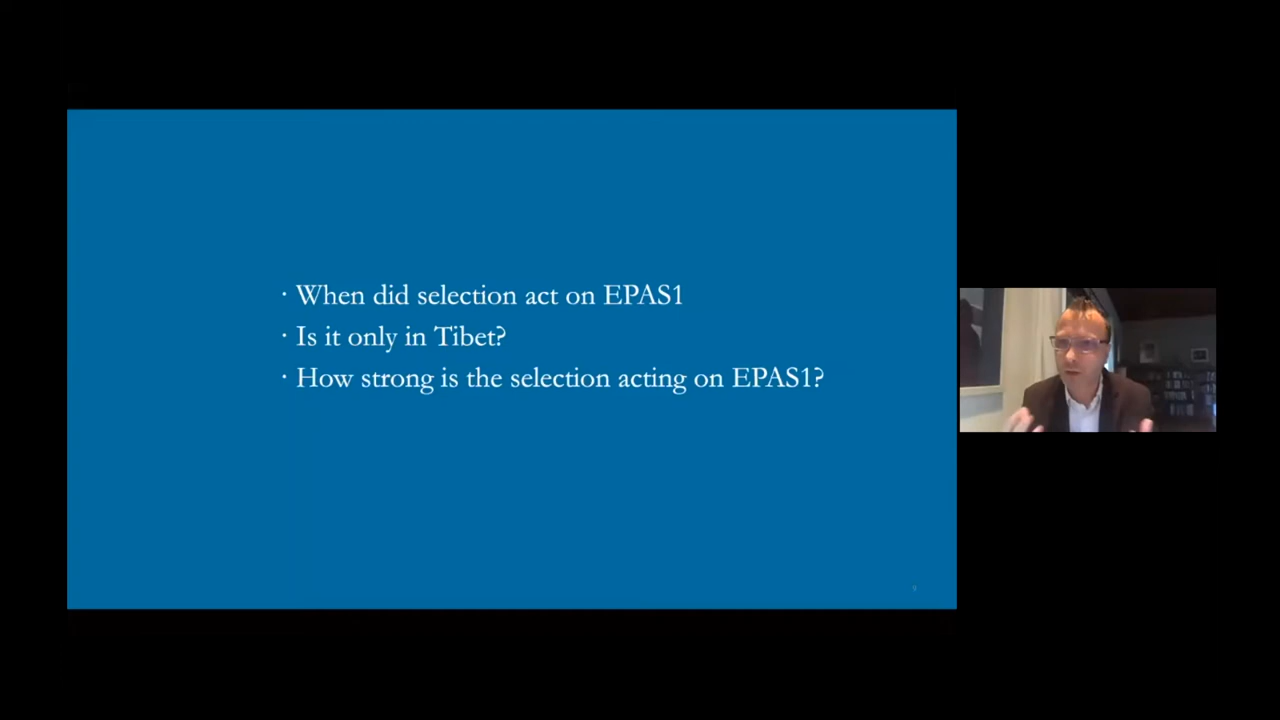 · When did selection act on EPAS1
· Is it only in Tibet?
· How strong is the selection acting on EPAS1?